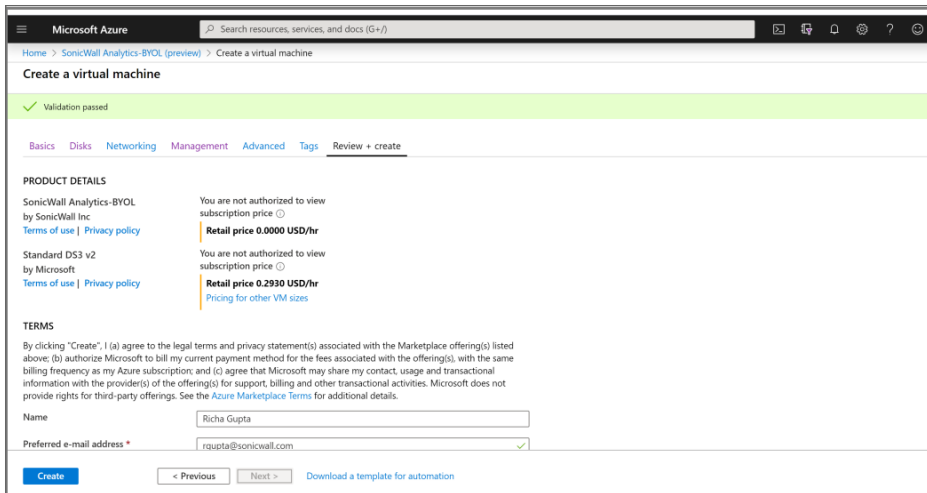 Microsoft Azure
Search resources, services, and docs (G+/)
Home > SonicWall Analytics-BYOL (preview) > Create a virtual machine
Create a virtual machine
Validation passed
Basics Disks Networking Management Advanced Tags Review + create
PRODUCT DETAILS
SonicWall Analytics-BYOL
by SonicWall Inc
Terms of use | Privacy policy
You are not authorized to view
subscription price
Retail price 0.0000 USD/hr
Standard DS3 v2
by Microsoft
Terms of use | Privacy policy
You are not authorized to view
subscription price
Retail price 0.2930 USD/hr
Pricing for other VM sizes
TERMS
By clicking "Create", I (a) agree to the legal terms and privacy statement(s) associated with the Marketplace offering(s) listed
above; (b) authorize Microsoft to bill my current payment method for the fees associated with the offering(s), with the same
billing frequency as my Azure subscription; and (c) agree that Microsoft may share my contact, usage and transactional
information with the provider(s) of the offering(s) for support, billing and other transactional activities. Microsoft does not
provide rights for third-party offerings. See the Azure Marketplace Terms for additional details.
Name
Richa Gupta
Preferred e-mail address *
rgupta@sonicwall.com
Create
< Previous
Next >
Download a template for automation